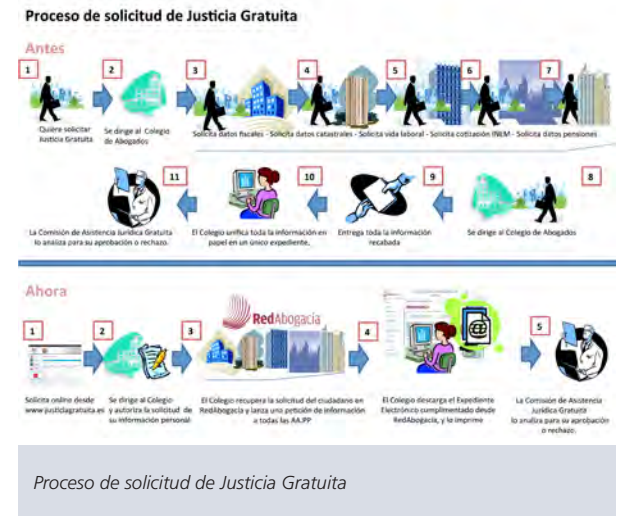 Proceso de solicitud de Justicia Gratuita
Antes
1
2
3
4
5
6
7
Quiere solicitar
Justicia Gratuita
Se dirige al Colegio
de Abogados
Solicita datos fiscales - Solicita datos catastrales - Solicita vida laboral - Solicita cotización INEM - Solicita datos pensiones
11
10
9
8
La Comisión de Asistencia Jurídica Gratuita
lo analiza para su aprobación o rechazo.
El Colegio unifica toda la información en
papel en un único expediente.
Entrega toda la información
recabada
Se dirige al Colegio de Abogados
Ahora
1
2
3
RedAbogacía
4
5
Solicita online desde
www.justiciagratuita.es
Se dirige al Colegio
y autoriza la solicitud de
su información personal
El Colegio recupera la solicitud del ciudadano en
RedAbogacía y lanza una petición de información
a todas las AA.PP
El Colegio descarga el Expediente
Electrónico cumplimentado desde
RedAbogacía, y lo imprime
La Comisión de Asistencia
Jurídica Gratuita
lo analiza para su aprobación
o rechazo.
Proceso de solicitud de Justicia Gratuita